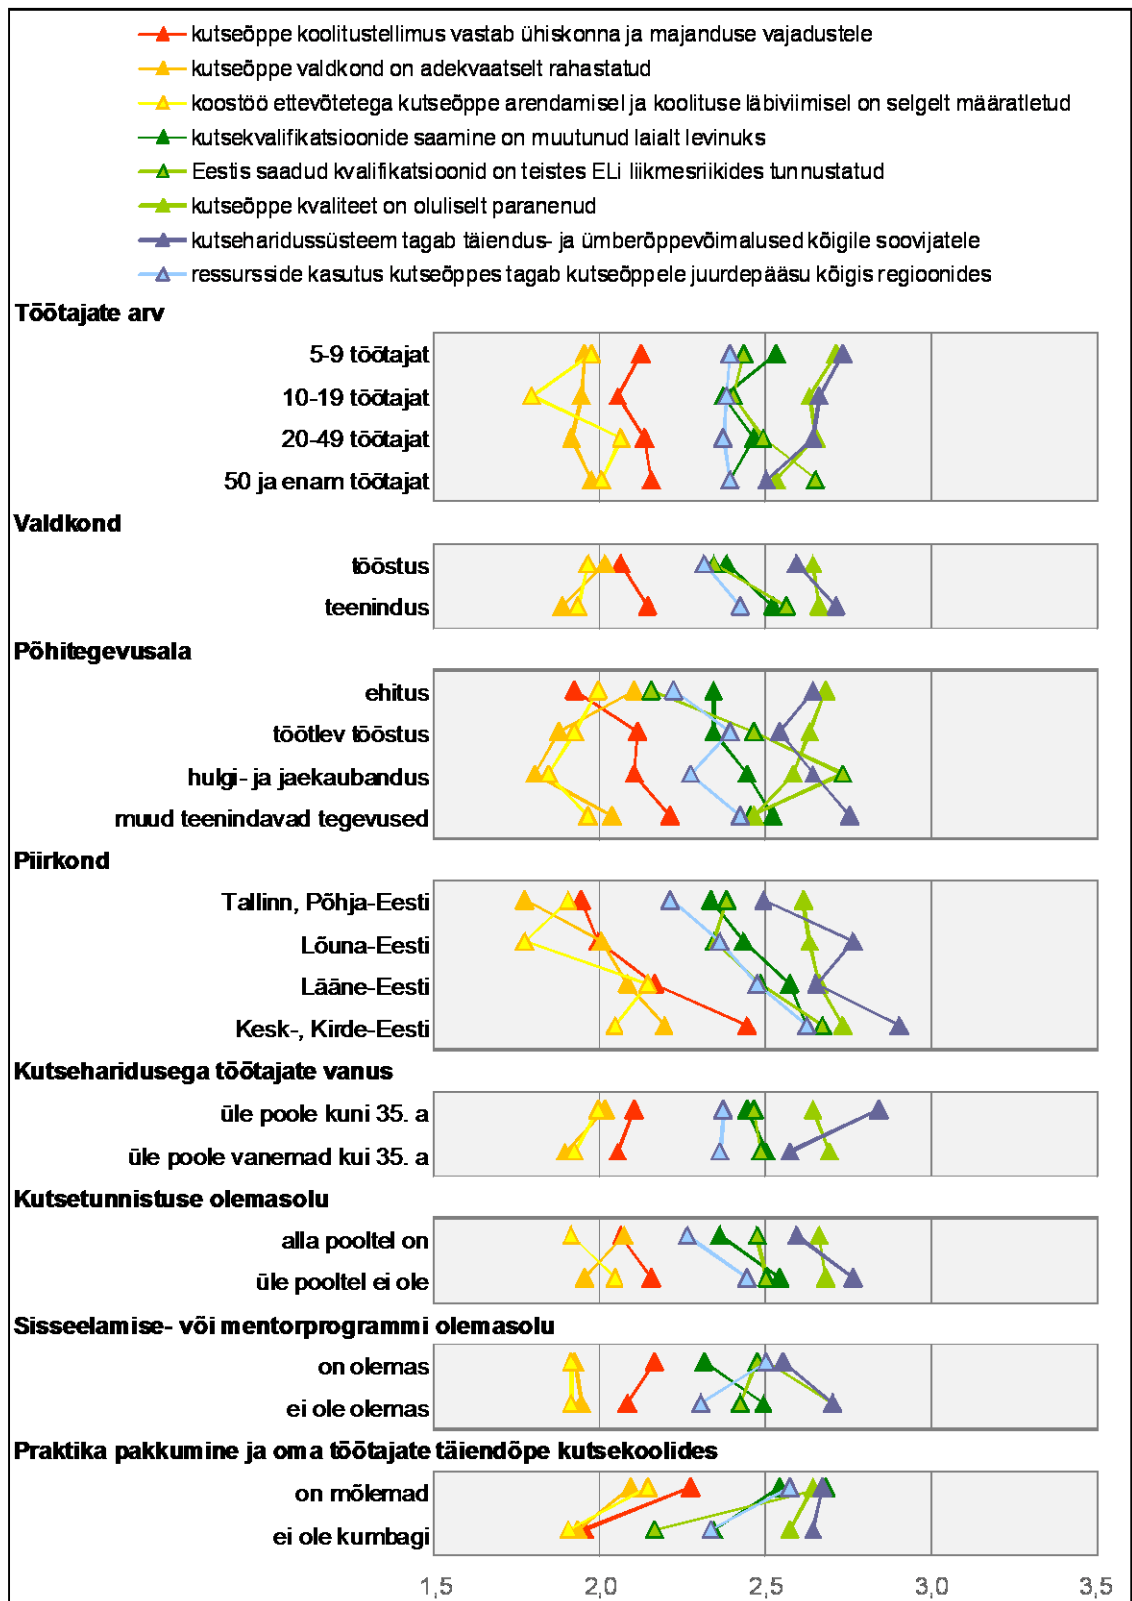 kutseõppe koolitustellimus vastab ühiskonna ja majanduse vajadustele
kutseõppe valdkond on adekvaatselt rahastatud
koostöö ettevõtetega kutseõppe arendamisel ja koolituse läbiviimisel on selgelt määratletud
kutsekvalifikatsioonide saamine on muutunud laialt levinuks
Eestis saadud kvalifikatsioonid on teistes ELi liikmesriikides tunnustatud
kutseõppe kvaliteet on oluliselt paranenud
kutseharidussüsteem tagab täiendus- ja ümberõppevõimalused kõigile soovijatele
ressursside kasutus kutseõppes tagab kutseõppele juurdepääsu kõigis regioonides
Töötajate arv
5-9 töötajat
10-19 töötajat
20-49 töötajat
50 ja enam töötajat
Valdkond
tööstus
teenindus
Põhitegevusala
ehitus
töötlev tööstus
hulgi- ja jaekaubandus
muud teenindavad tegevused
Piirkond
Tallinn, Põhja-Eesti
Lõuna-Eesti
Lääne-Eesti
Kesk-, Kirde-Eesti
Kutseharidusega töötajate vanus
üle poole kuni 35. a
üle poole vanemad kui 35. a
Kutsetunnistuse olemasolu
alla pooltel on
üle pooltel ei ole
Sisseelamise- või mentorprogrammi olemasolu
on olemas
ei ole olemas
Praktika pakkumine ja oma töötajate täiendõpe kutsekoolides
on mõlemad
ei ole kumbagi
1,5 2,0 2,5 3,0 3,5